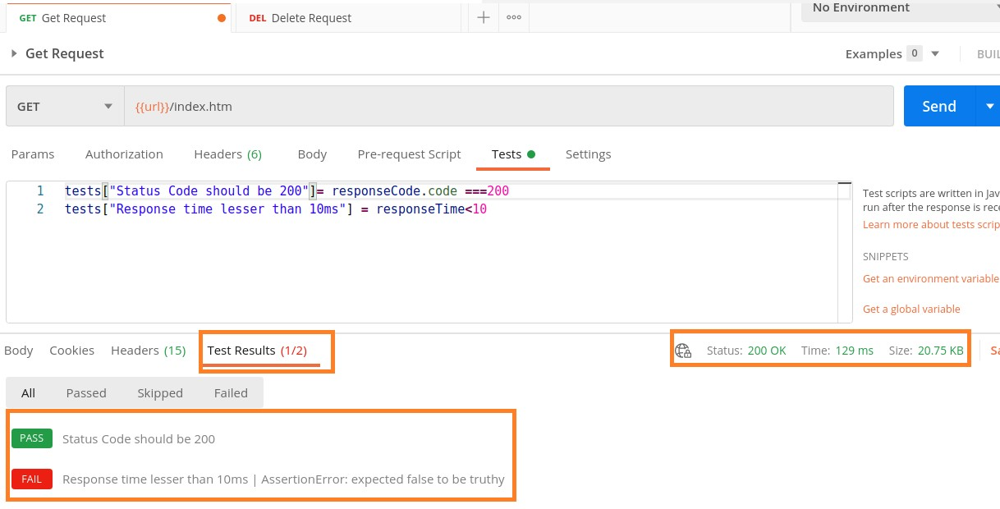 GET Get Request DEL Delete Request No Environment
Get Request Examples 0 BUIL
GET {{url}}/index.htm Send
Params Authorization Headers (6) Body Pre-request Script Tests Settings
1 tests["Status Code should be 200"]= responseCode.code ===200
2 tests["Response time lesser than 10ms"] = responseTime<10
Test scripts are written in Jav
run after the response is rece
Learn more about tests scrip
SNIPPETS
Get an environment variable
Get a global variable
Body Cookies Headers (15) Test Results (1/2) Status: 200 OK Time: 129 ms Size: 20.75 KB Sa
All Passed Skipped Failed
PASS Status Code should be 200
FAIL Response time lesser than 10ms | AssertionError: expected false to be truthy